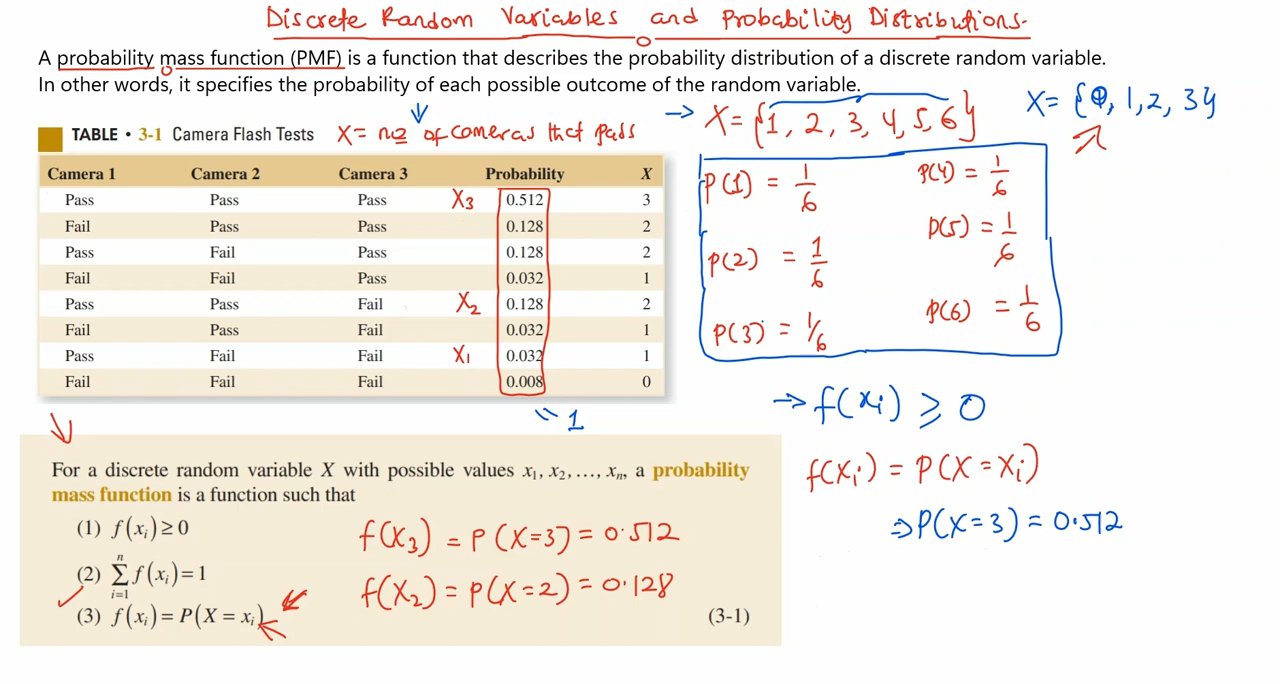 Discrete Random Variables and Probability Distributions.
A probability mass function (PMF) is a function that describes the probability distribution of a discrete random variable.
In other words, it specifies the probability of each possible outcome of the random variable.
→ X = {1, 2, 3, 4, 5, 6}
X = {0, 1, 2, 3}
TABLE • 3-1 Camera Flash Tests X = no of cameras that pass
Camera 1 Camera 2 Camera 3 Probability X
Pass Pass Pass X3 0.512 3
Fail Pass Pass 0.128 2
Pass Fail Pass 0.128 2
Fail Fail Pass 0.032 1
Pass Pass Fail X2 0.128 2
Fail Pass Fail 0.032 1
Pass Fail Fail X1 0.032 1
Fail Fail Fail 0.008 0
= 1
P(1) = 1/6
P(4) = 1/6
P(2) = 1/6
P(5) = 1/6
P(3) = 1/6
P(6) = 1/6
→ f(xi) ≥ 0
f(xi) = P(X = xi)
⇒ P(X = 3) = 0.512
For a discrete random variable X with possible values x₁, x₂, …, xₙ, a probability
mass function is a function such that
(1) f(xᵢ) ≥ 0
(2) Σⁿᵢ₌₁ f(xᵢ) = 1
(3) f(xᵢ) = P(X = xᵢ)
(3-1)
f(x3) = P(X=3) = 0.512
f(x2) = P(X=2) = 0.128